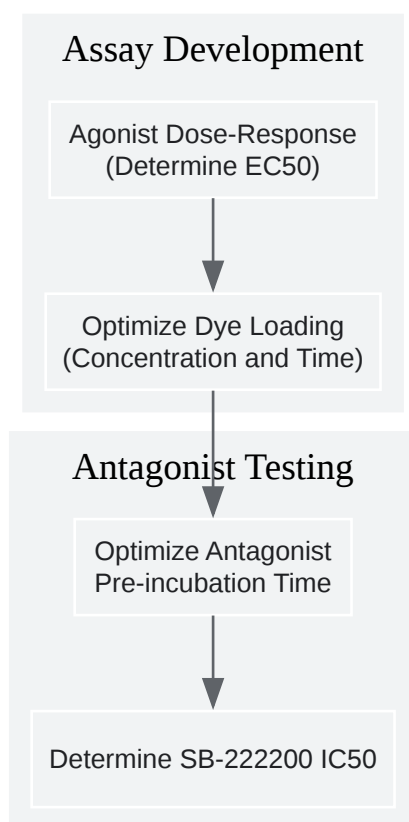 Assay Development
Agonist Dose-Response
(Determine EC50)
Optimize Dye Loading
(Concentration and Time)
Antagonist Testing
Optimize Antagonist
Pre-incubation Time
Determine SB-222200 IC50